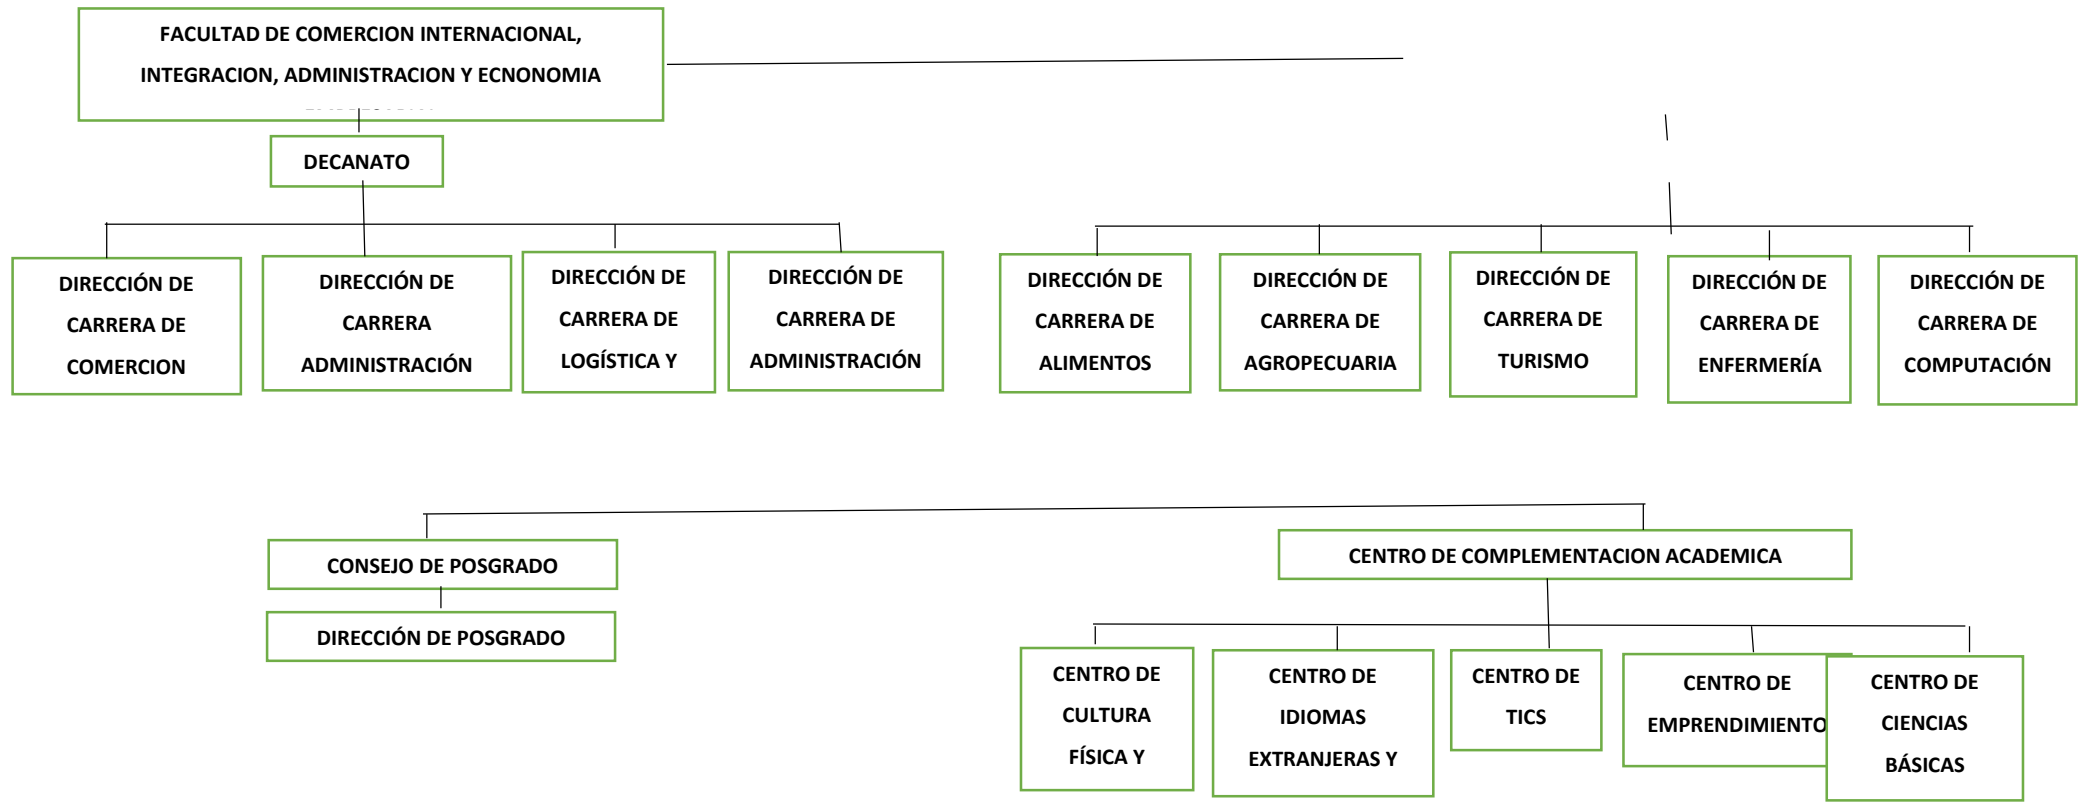 FACULTAD DE COMERCION INTERNACIONAL,
INTEGRACION, ADMINISTRACION Y ECNONOMIA
DECANATO
DIRECCIÓN DE
CARRERA DE
COMERCION
DIRECCIÓN DE
CARRERA
ADMINISTRACIÓN
DIRECCIÓN DE
CARRERA DE
LOGÍSTICA Y
DIRECCIÓN DE
CARRERA DE
ADMINISTRACIÓN
DIRECCIÓN DE
CARRERA DE
ALIMENTOS
DIRECCIÓN DE
CARRERA DE
AGROPECUARIA
DIRECCIÓN DE
CARRERA DE
TURISMO
DIRECCIÓN DE
CARRERA DE
ENFERMERÍA
DIRECCIÓN DE
CARRERA DE
COMPUTACIÓN
CONSEJO DE POSGRADO
DIRECCIÓN DE POSGRADO
CENTRO DE COMPLEMENTACION ACADEMICA
CENTRO DE
CULTURA
FÍSICA Y
CENTRO DE
IDIOMAS
EXTRANJERAS Y
CENTRO DE
TICS
CENTRO DE
EMPRENDIMIENTO
CENTRO DE
CIENCIAS
BÁSICAS